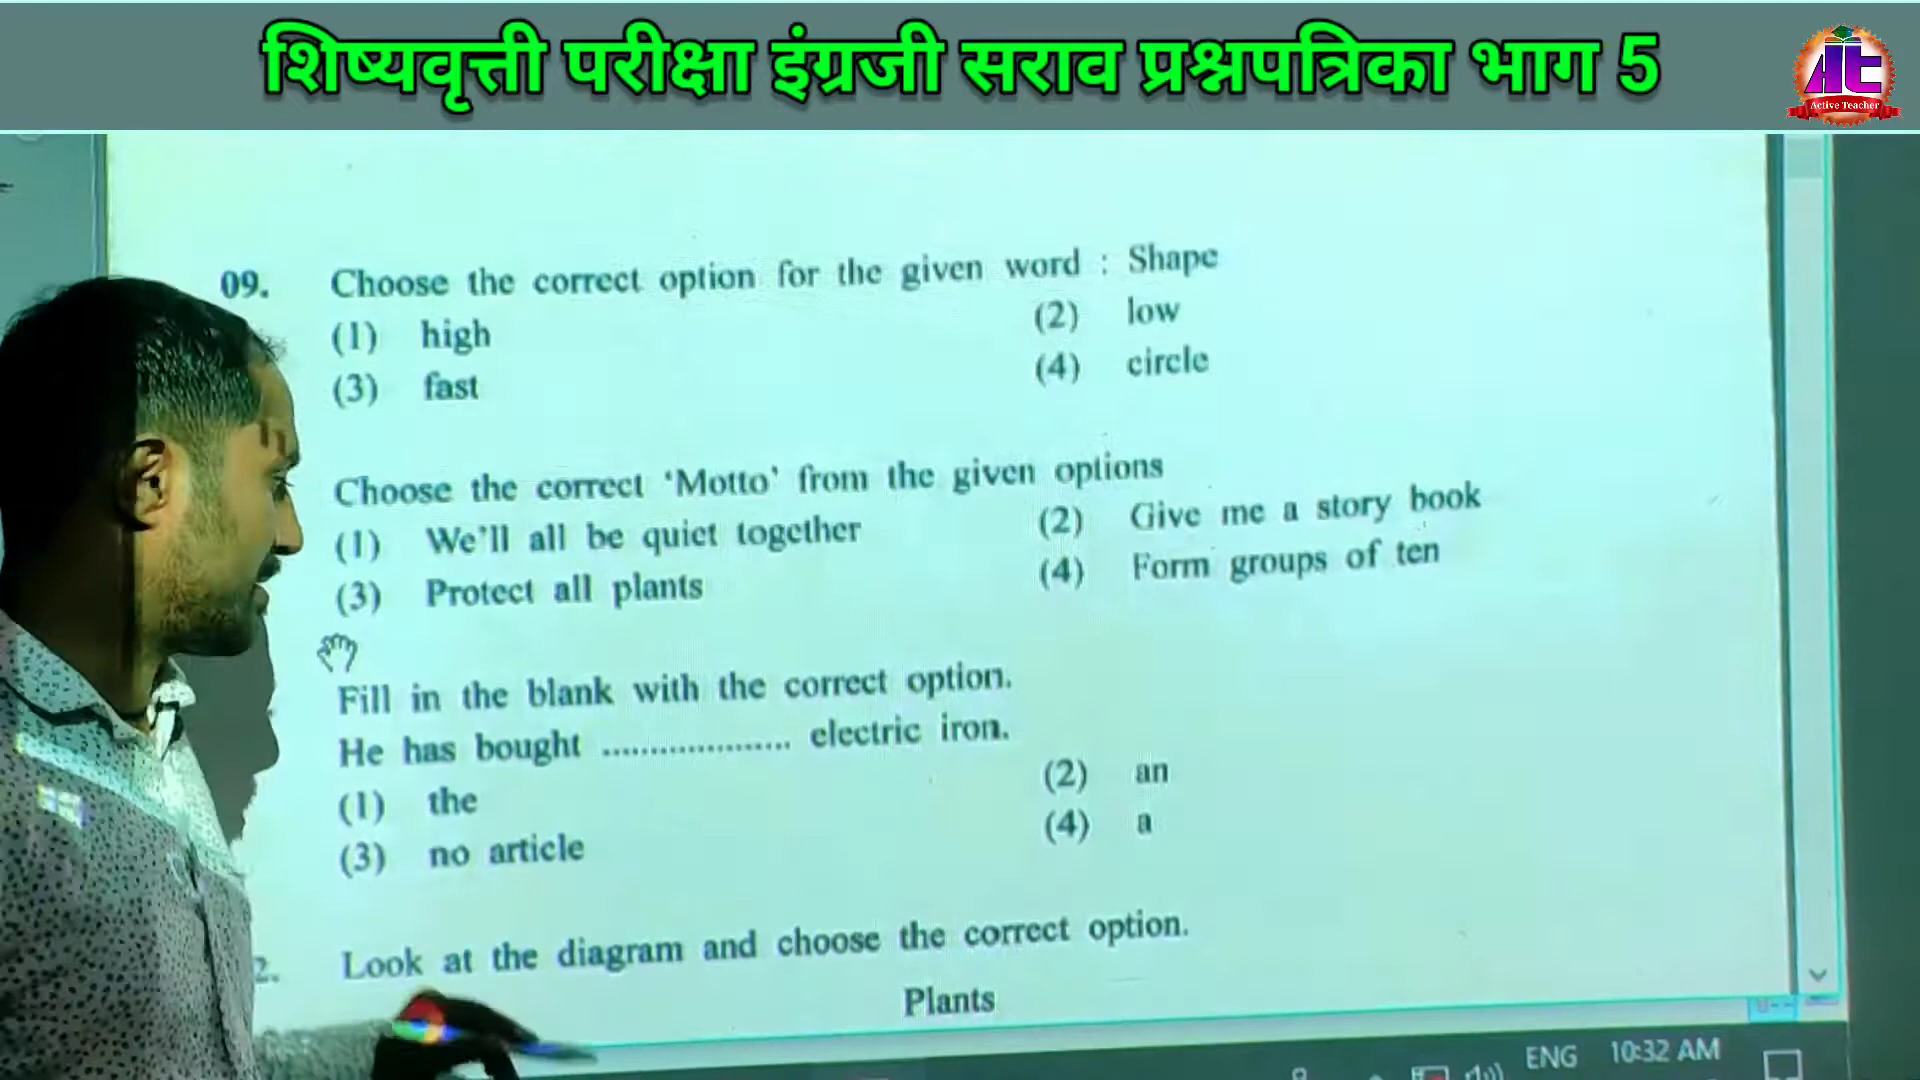 शिष्यवृत्ती परीक्षा इंग्रजी सराव प्रश्नपत्रिका भाग 5
AT
Active Teacher
09. Choose the correct option for the given word : Shape
(1) high (2) low
(3) fast (4) circle
Choose the correct ‘Motto’ from the given options
(1) We’ll all be quiet together (2) Give me a story book
(3) Protect all plants (4) Form groups of ten
Fill in the blank with the correct option.
He has bought .................... electric iron.
(1) the (2) an
(3) no article (4) a
2. Look at the diagram and choose the correct option.
Plants
ENG 10:32 AM